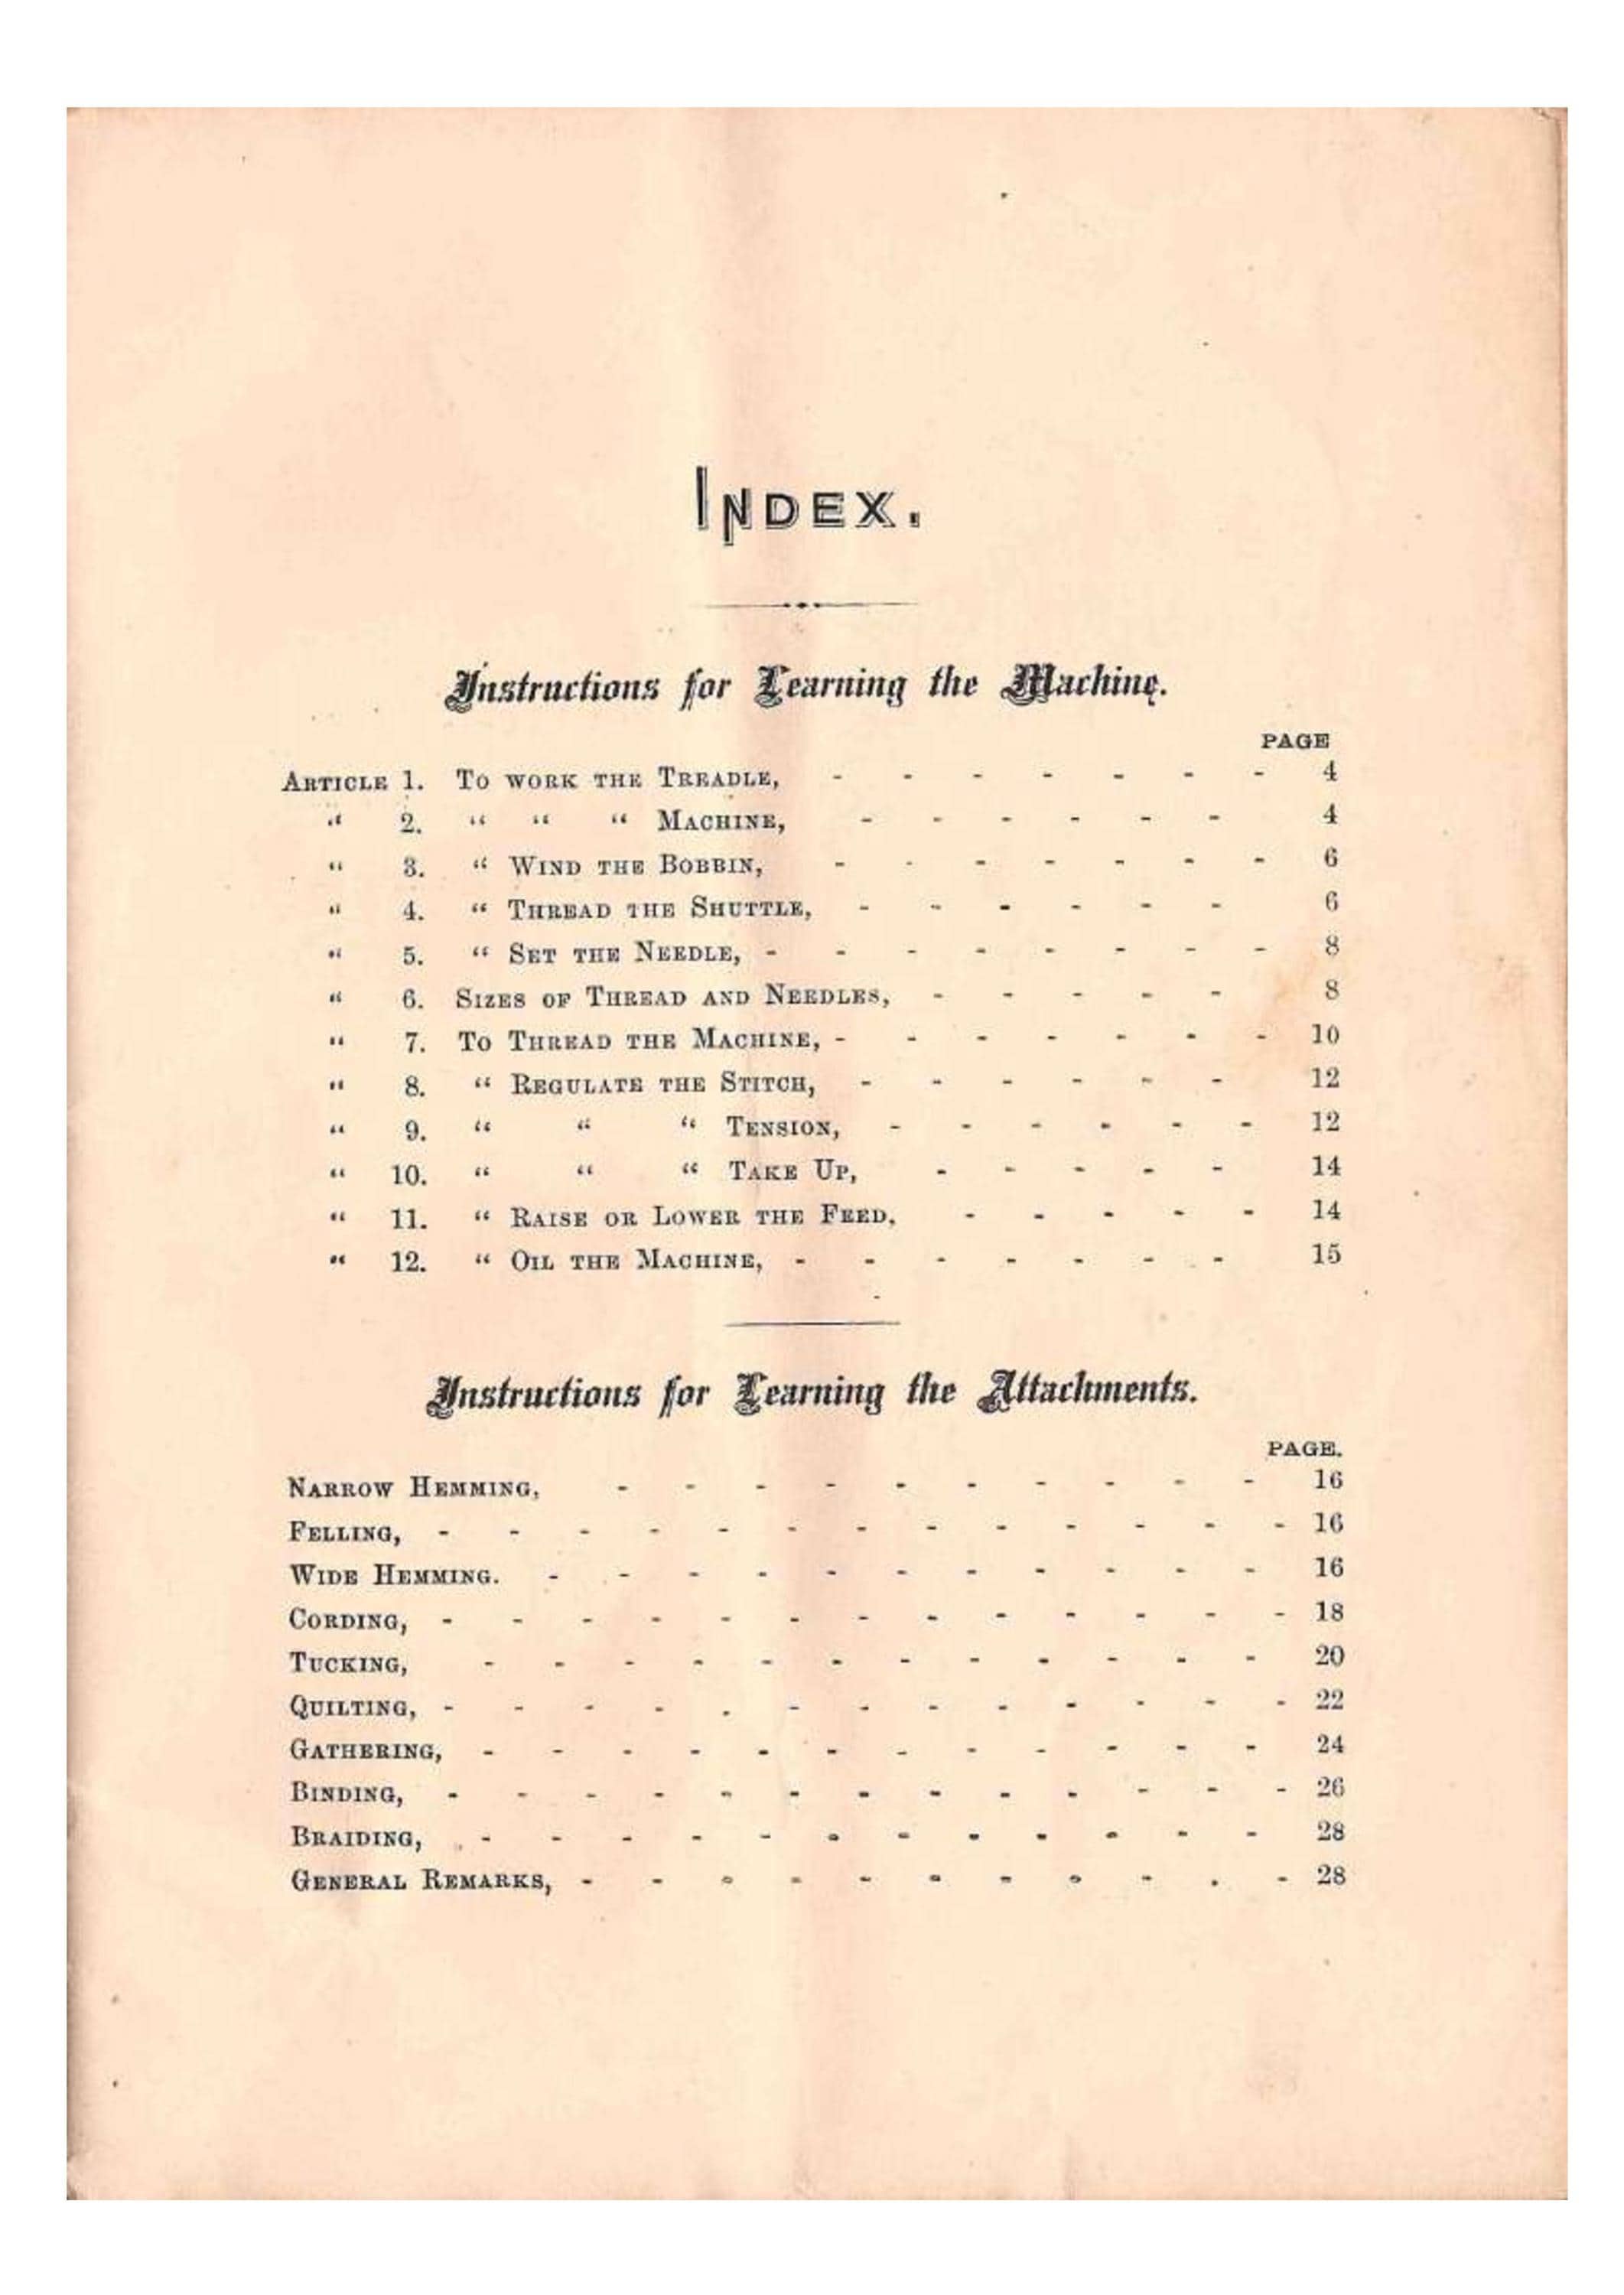 INDEX.
Instructions for Learning the Machine.
PAGE
ARTICLE 1. TO WORK THE TREADLE, - - - - - - - 4
“ 2. “ “ “ MACHINE, - - - - - - 4
“ 3. “ WIND THE BOBBIN, - - - - - - - 6
“ 4. “ THREAD THE SHUTTLE, - - - - - - 6
“ 5. “ SET THE NEEDLE, - - - - - - - - 8
“ 6. SIZES OF THREAD AND NEEDLES, - - - - - 8
“ 7. TO THREAD THE MACHINE, - - - - - - - 10
“ 8. “ REGULATE THE STITCH, - - - - - - 12
“ 9. “ “ “ TENSION, - - - - - - 12
“ 10. “ “ “ TAKE UP, - - - - - 14
“ 11. “ RAISE OR LOWER THE FEED, - - - - - 14
“ 12. “ OIL THE MACHINE, - - - - - - - 15
Instructions for Learning the Attachments.
PAGE.
NARROW HEMMING, - - - - - - - - - - 16
FELLING, - - - - - - - - - - - - - 16
WIDE HEMMING. - - - - - - - - - - - 16
CORDING, - - - - - - - - - - - - - 18
TUCKING, - - - - - - - - - - - - 20
QUILTING, - - - - - - - - - - - - - 22
GATHERING, - - - - - - - - - - - - 24
BINDING, - - - - - - - - - - - - - 26
BRAIDING, - - - - - - - - - - - - 28
GENERAL REMARKS, - - - - - - - - - - - 28